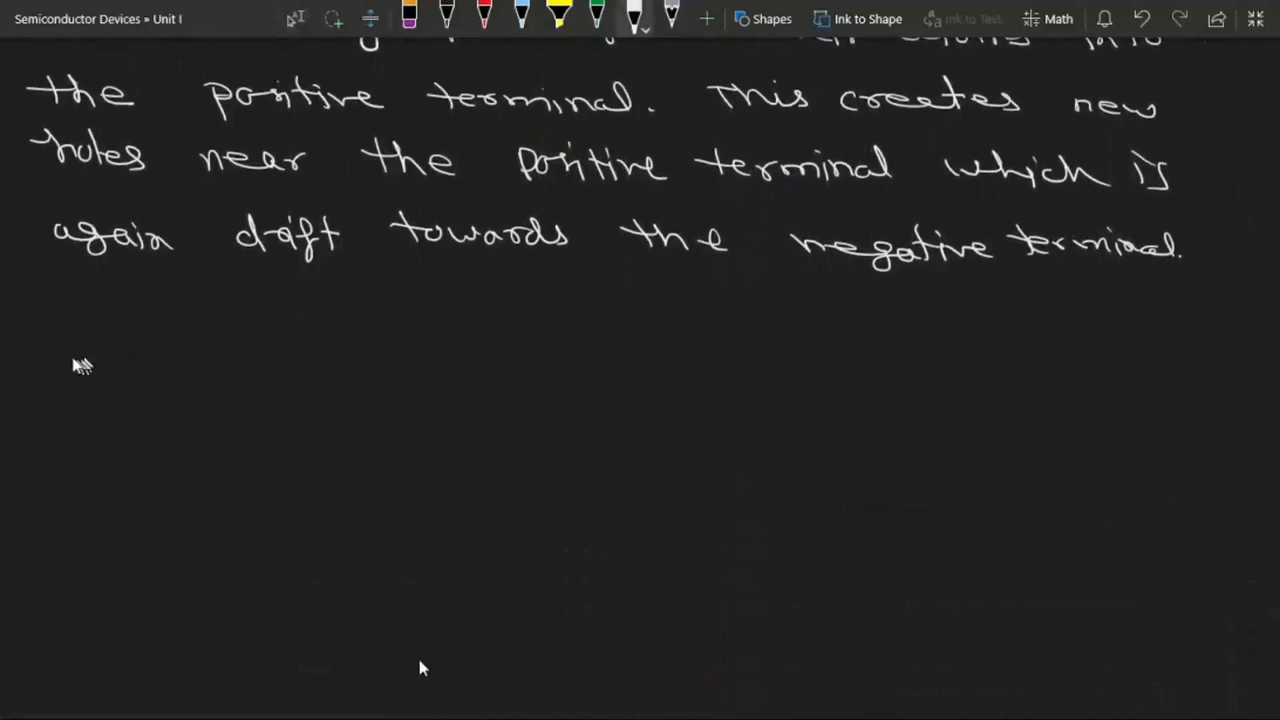 Semiconductor Devices » Unit I
Shapes
Ink to Shape
Ink to Text
Math
the positive terminal. This creates new
holes near the positive terminal which is
again drift towards the negative terminal.